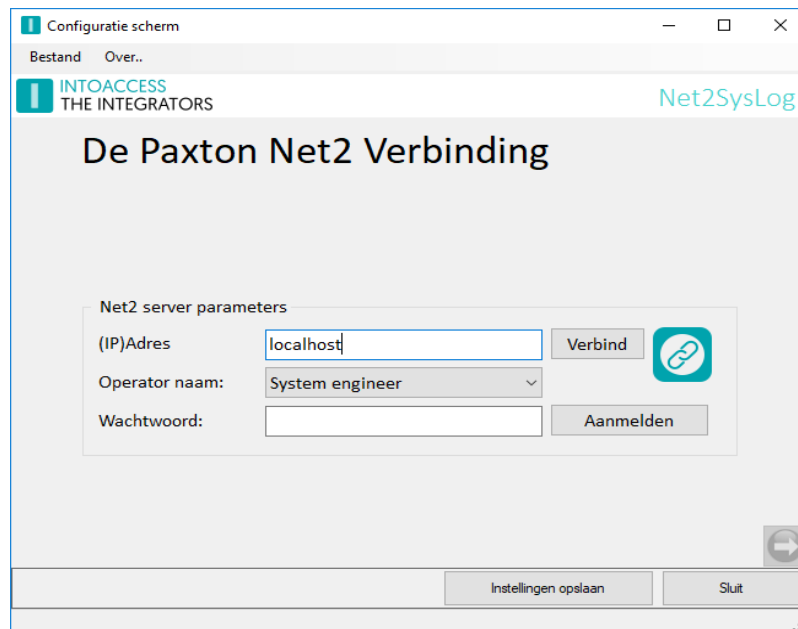 Configuratie scherm
Bestand Over..
INTOACCESS
THE INTEGRATORS
Net2SysLog
De Paxton Net2 Verbinding
Net2 server parameters
(IP)Adres localhost Verbind
Operator naam: System engineer
Wachtwoord: Aanmelden
Instellingen opslaan Sluit